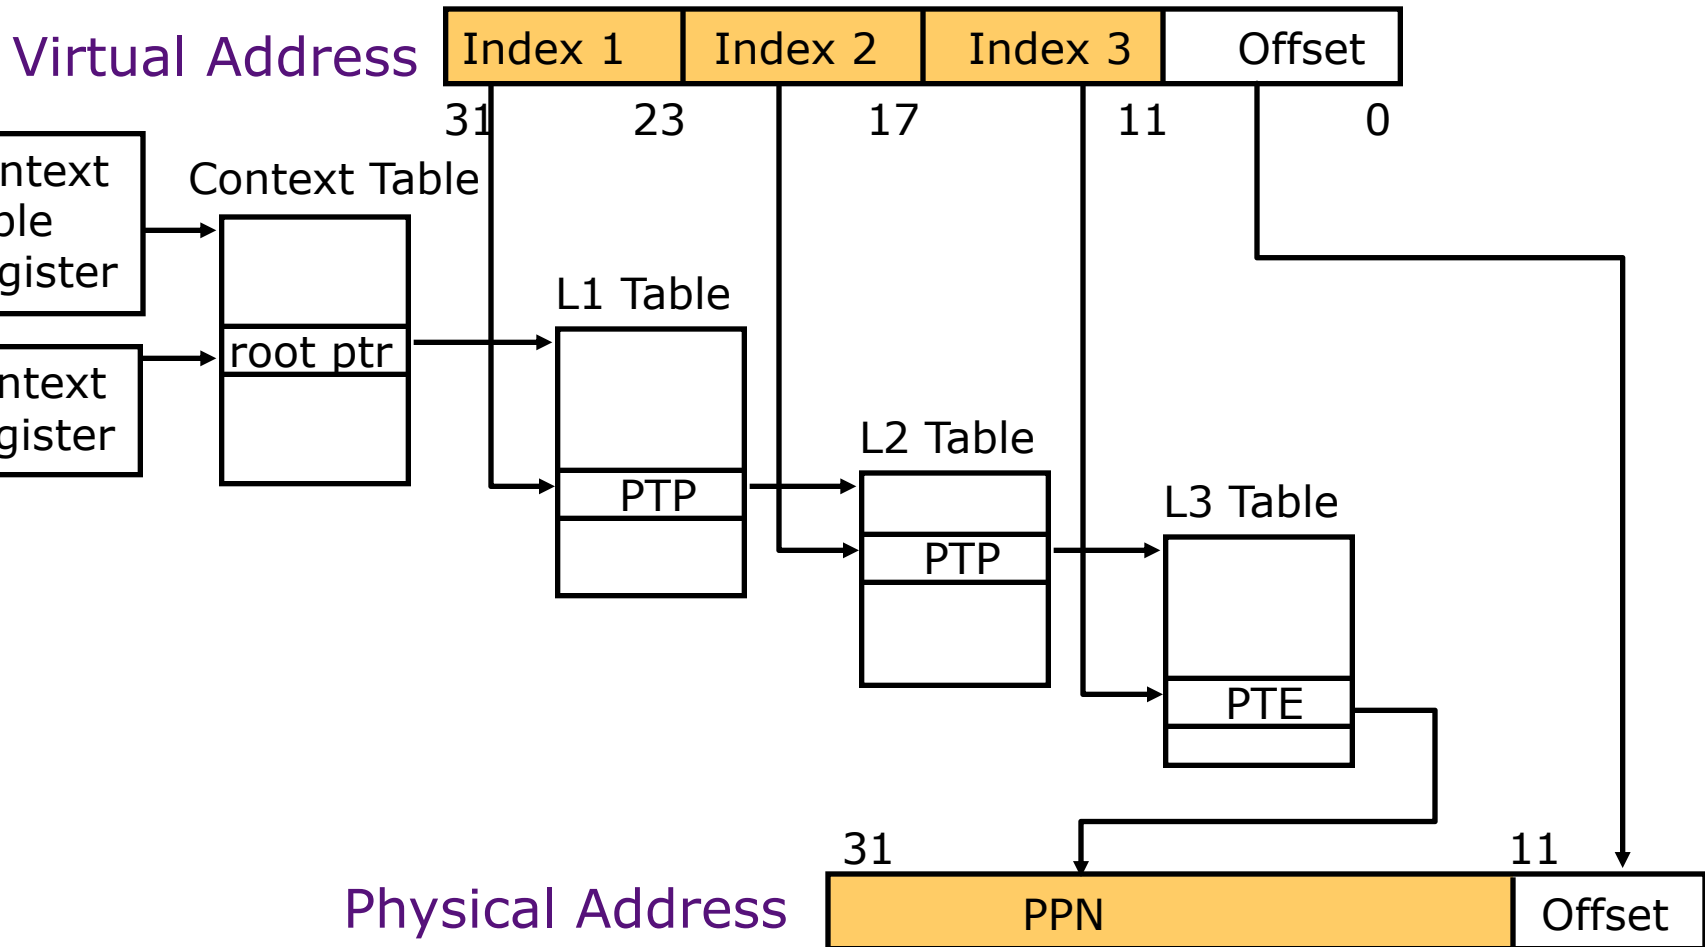 Virtual Address
Index 1 Index 2 Index 3 Offset
31 23 17 11 0
ntext
ble
gister
Context Table
root ptr
ntext
gister
L1 Table
PTP
L2 Table
PTP
L3 Table
PTE
31 11
Physical Address
PPN Offset